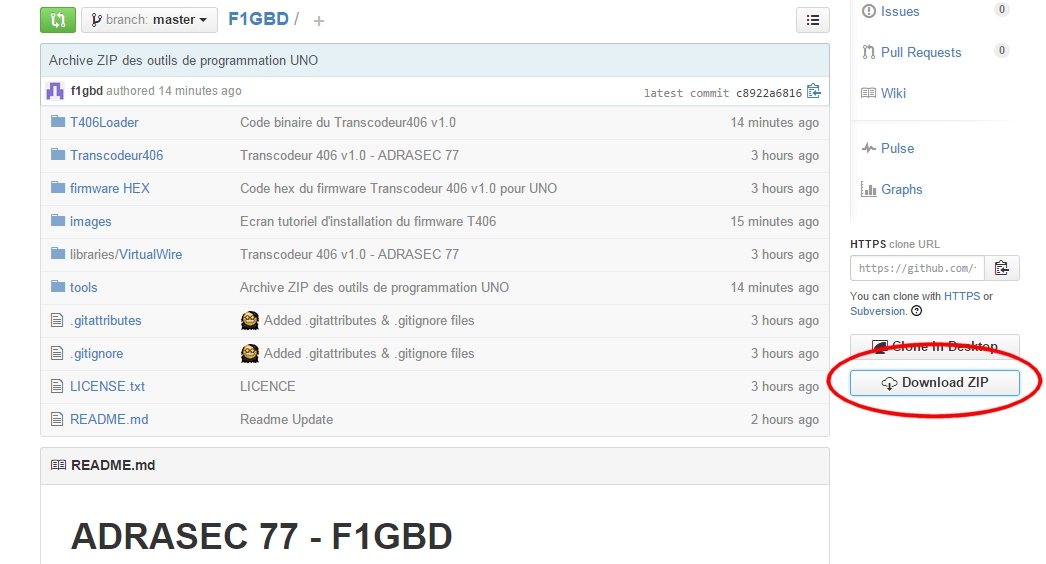 branch: master
F1GBD / +
Archive ZIP des outils de programmation UNO
f1gbd authored 14 minutes ago
latest commit c8922a6816
T406Loader Code binaire du Transcodeur406 v1.0 14 minutes ago
Transcodeur406 Transcodeur 406 v1.0 - ADRASEC 77 3 hours ago
firmware HEX Code hex du firmware Transcodeur 406 v1.0 pour UNO 3 hours ago
images Ecran tutoriel d'installation du firmware T406 15 minutes ago
libraries/VirtualWire Transcodeur 406 v1.0 - ADRASEC 77 3 hours ago
tools Archive ZIP des outils de programmation UNO 14 minutes ago
.gitattributes Added .gitattributes & .gitignore files 3 hours ago
.gitignore Added .gitattributes & .gitignore files 3 hours ago
LICENSE.txt LICENCE 3 hours ago
README.md Readme Update 2 hours ago
README.md
ADRASEC 77 - F1GBD
Issues 0
Pull Requests 0
Wiki
Pulse
Graphs
HTTPS clone URL
https://github.com/
You can clone with HTTPS or
Subversion.
Clone in Desktop
Download ZIP